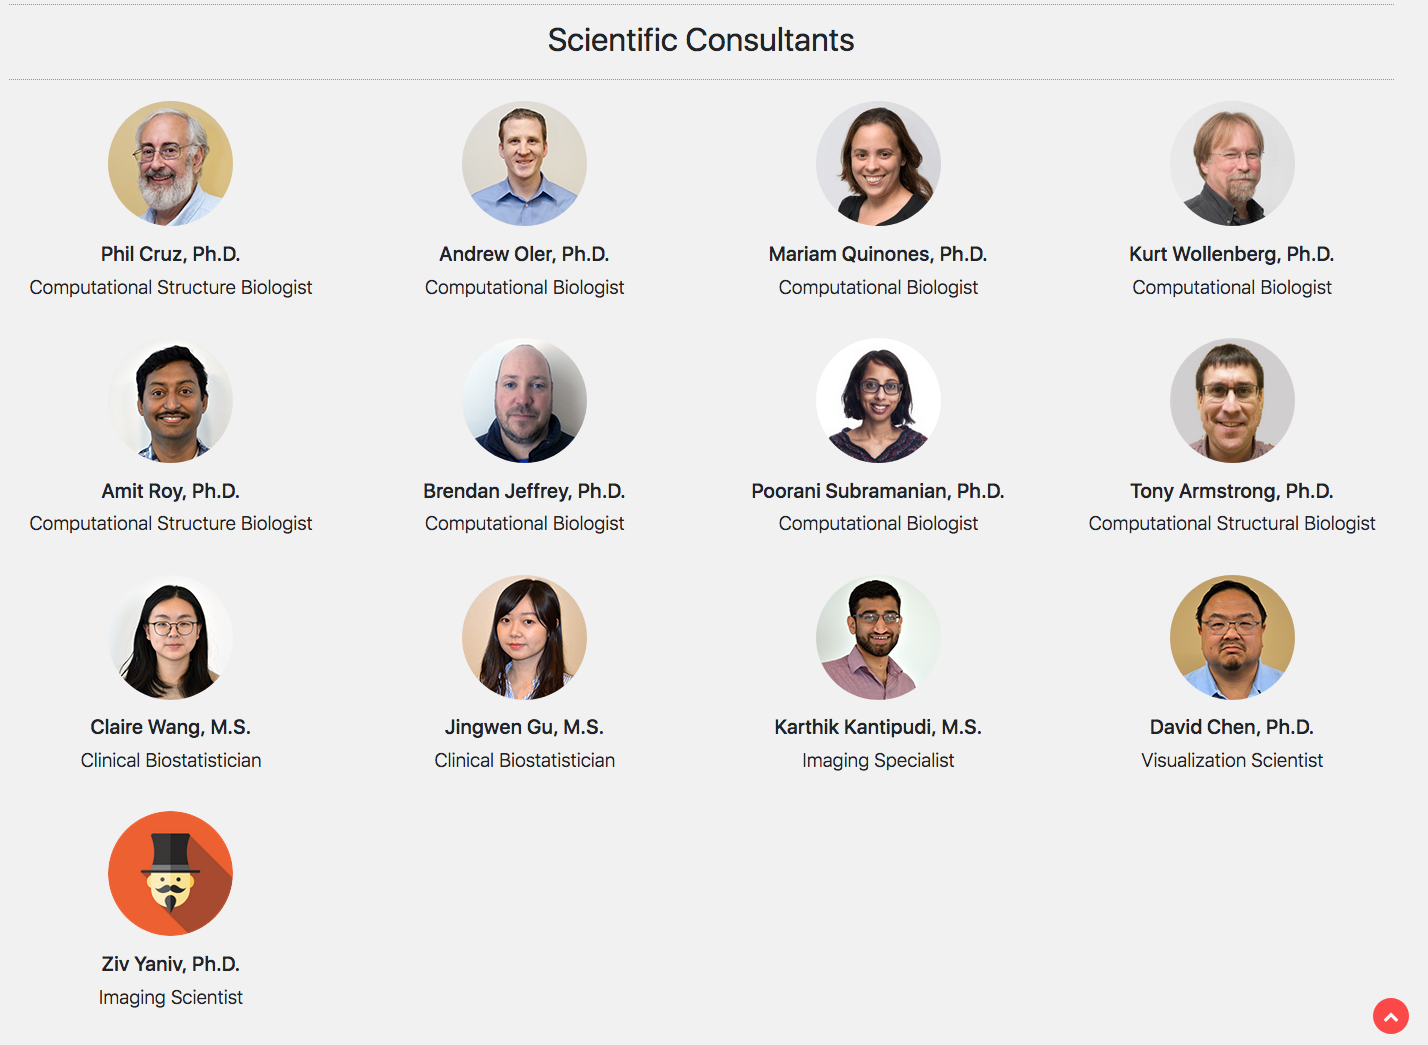 Scientific Consultants
Phil Cruz, Ph.D.
Computational Structure Biologist
Andrew Oler, Ph.D.
Computational Biologist
Mariam Quinones, Ph.D.
Computational Biologist
Kurt Wollenberg, Ph.D.
Computational Biologist
Amit Roy, Ph.D.
Computational Structure Biologist
Brendan Jeffrey, Ph.D.
Computational Biologist
Poorani Subramanian, Ph.D.
Computational Biologist
Tony Armstrong, Ph.D.
Computational Structural Biologist
Claire Wang, M.S.
Clinical Biostatistician
Jingwen Gu, M.S.
Clinical Biostatistician
Karthik Kantipudi, M.S.
Imaging Specialist
David Chen, Ph.D.
Visualization Scientist
Ziv Yaniv, Ph.D.
Imaging Scientist